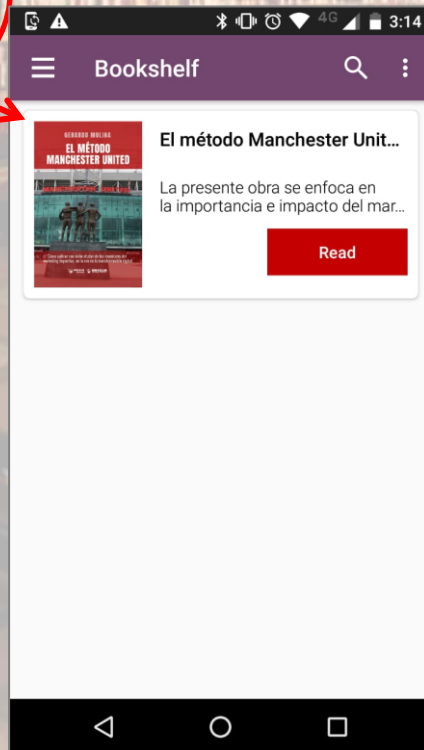 4G 3:14
Bookshelf
GERARDO MOLINA
EL MÉTODO
MANCHESTER UNITED
El método Manchester Unit...
La presente obra se enfoca en
la importancia e impacto del mar...
Read